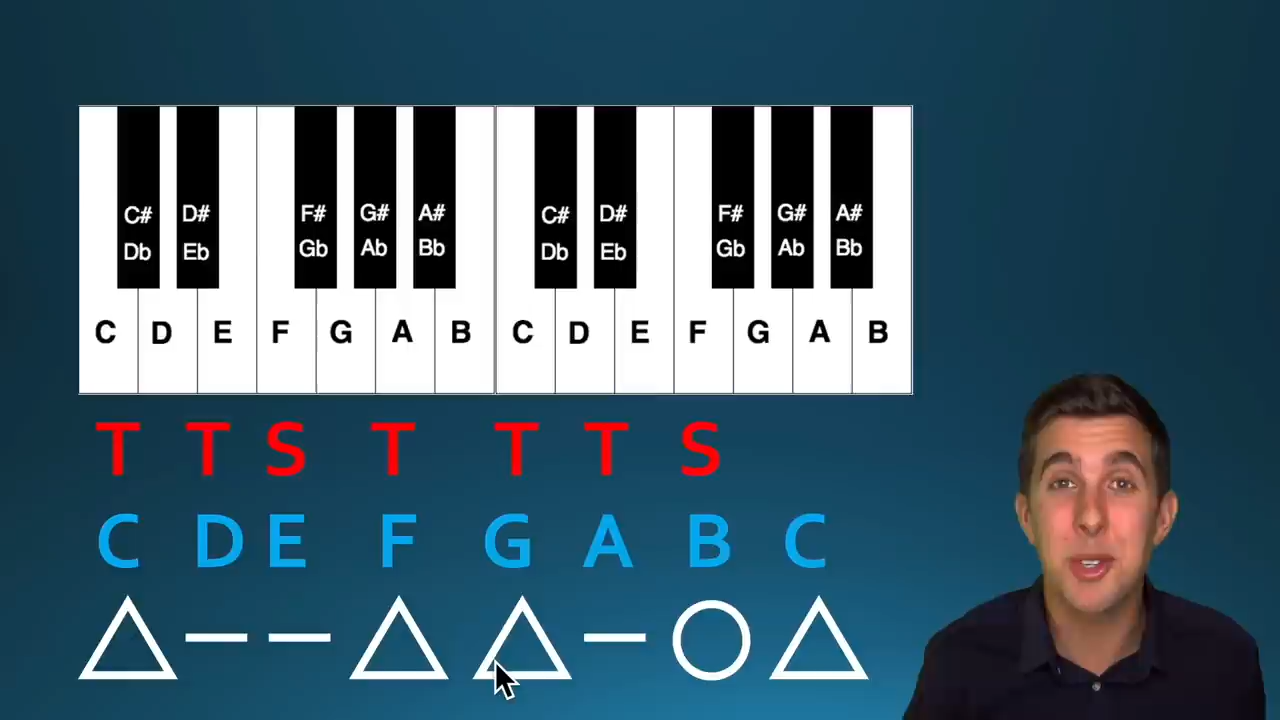 C# D# F# G# A# C# D# F# G# A#
Db Eb Gb Ab Bb Db Eb Gb Ab Bb
C D E F G A B C D E F G A B
T T S T T T S
C D E F G A B C